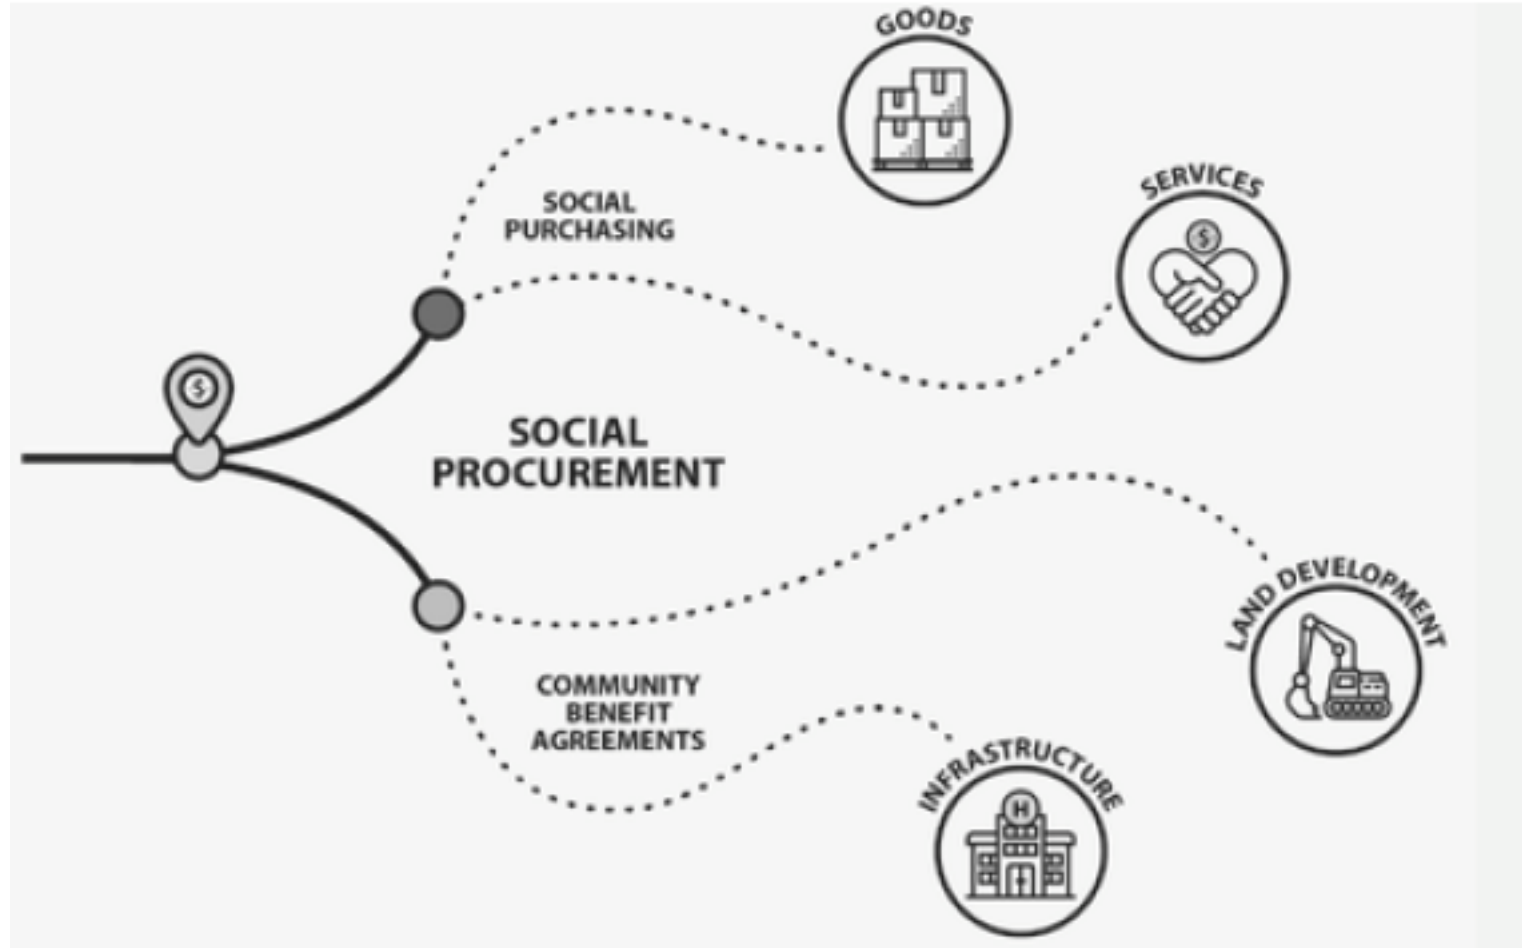 GOODS
$
SERVICES
SOCIAL
PURCHASING
$
SOCIAL
PROCUREMENT
LAND DEVELOPMENT
COMMUNITY
BENEFIT
AGREEMENTS
INFRASTRUCTURE
H